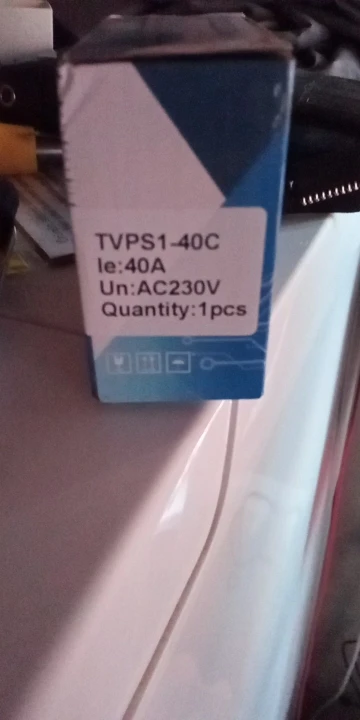 TVPS1-40C
Ie:40A
Un:AC230V
Quantity:1pcs